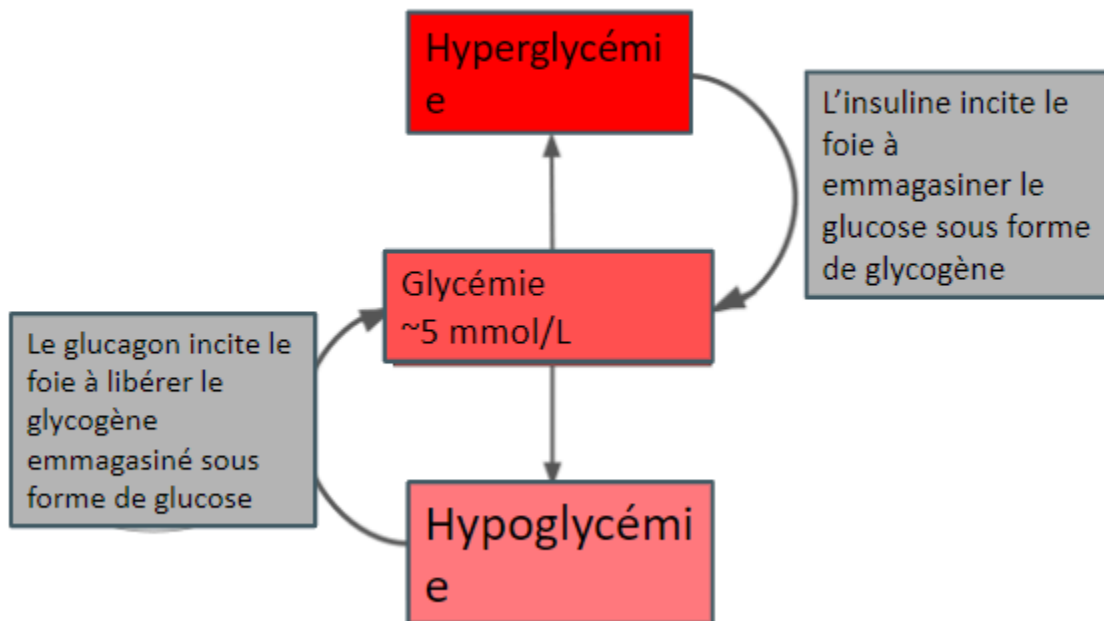 Hyperglycémi
e
L'insuline incite le
foie à
emmagasiner le
glucose sous forme
de glycogène
Glycémie
~5 mmol/L
Le glucagon incite le
foie à libérer le
glycogène
emmagasiné sous
forme de glucose
Hypoglycémi
e